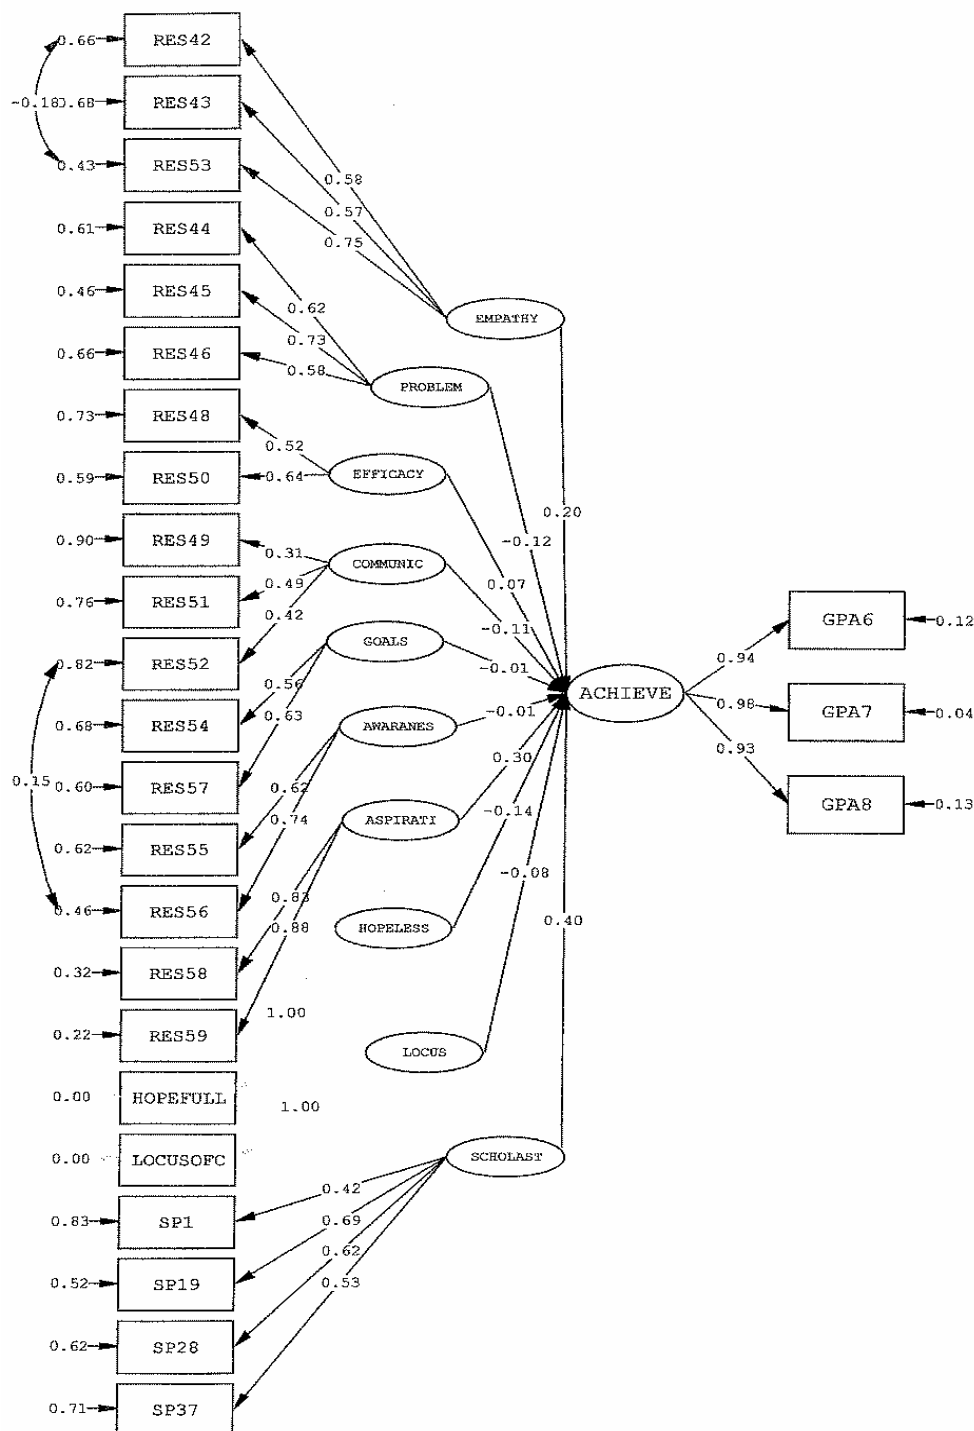 0.66 RES42
-0.18 0.68 RES43
0.43 RES53
0.58
0.61 RES44
0.57
0.75
0.46 RES45
0.62
EMPATHY
0.73
0.66 RES46
0.58
PROBLEM
0.73 RES48
0.52
0.59 RES50
0.64
EFFICACY
0.20
0.90 RES49
-0.12
0.31
COMMUNIC
0.07
0.49
0.76 RES51
0.42
-0.11
GPA6 0.12
GOALS
0.94
0.82 RES52
-0.01
0.56
ACHIEVE
0.98
GPA7 0.04
0.68 RES54
0.63
AWARANES
-0.01
0.93
0.30
0.15 0.60 RES57
0.62
GPA8 0.13
0.74
ASPIRATI
-0.14
0.62 RES55
-0.08
0.83
0.46 RES56
0.88
HOPELESS
0.40
0.32 RES58
1.00
0.22 RES59
LOCUS
0.00 HOPEFULL
1.00
0.00 LOCUSOFC
SCHOLAST
0.42
0.83 SP1
0.69
0.62
0.52 SP19
0.53
0.62 SP28
0.71 SP37